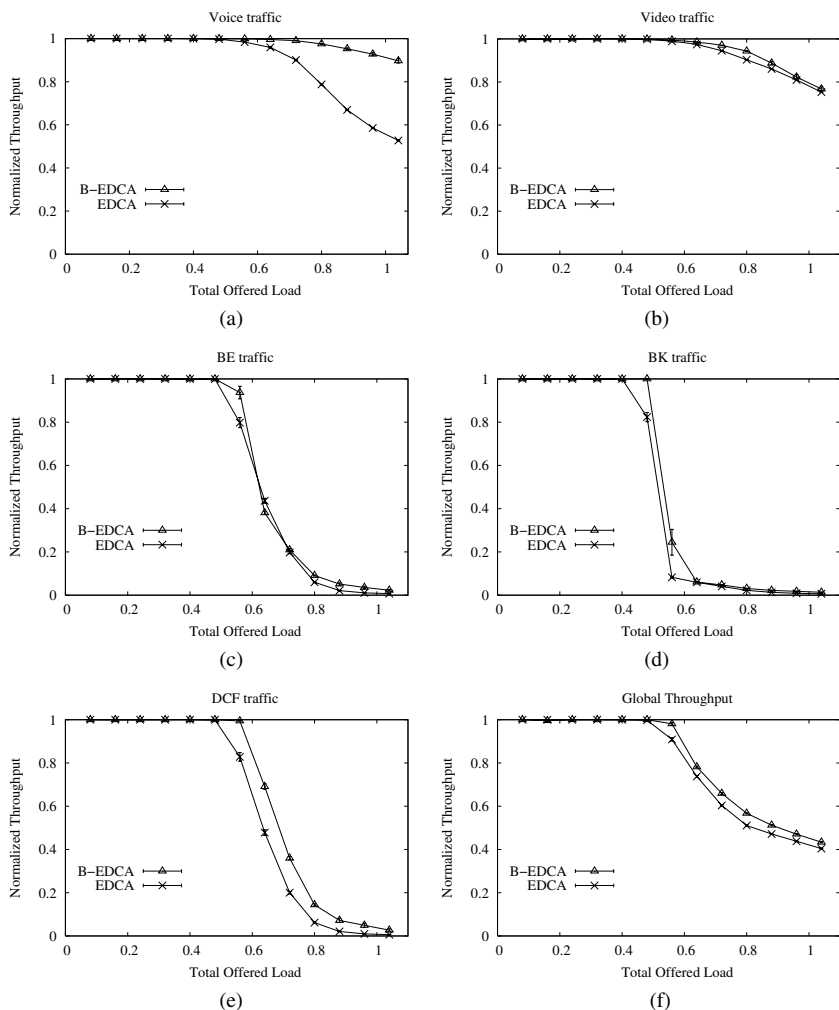 Voice traffic
1
0.8
0.6
0.4
0.2
0
Normalized Throughput
B-EDCA
EDCA
0 0.2 0.4 0.6 0.8 1
Total Offered Load
(a)
Video traffic
1
0.8
0.6
0.4
0.2
0
Normalized Throughput
B-EDCA
EDCA
0 0.2 0.4 0.6 0.8 1
Total Offered Load
(b)
BE traffic
1
0.8
0.6
0.4
0.2
0
Normalized Throughput
B-EDCA
EDCA
0 0.2 0.4 0.6 0.8 1
Total Offered Load
(c)
BK traffic
1
0.8
0.6
0.4
0.2
0
Normalized Throughput
B-EDCA
EDCA
0 0.2 0.4 0.6 0.8 1
Total Offered Load
(d)
DCF traffic
1
0.8
0.6
0.4
0.2
0
Normalized Throughput
B-EDCA
EDCA
0 0.2 0.4 0.6 0.8 1
Total Offered Load
(e)
Global Throughput
1
0.8
0.6
0.4
0.2
0
Normalized Throughput
B-EDCA
EDCA
0 0.2 0.4 0.6 0.8 1
Total Offered Load
(f)